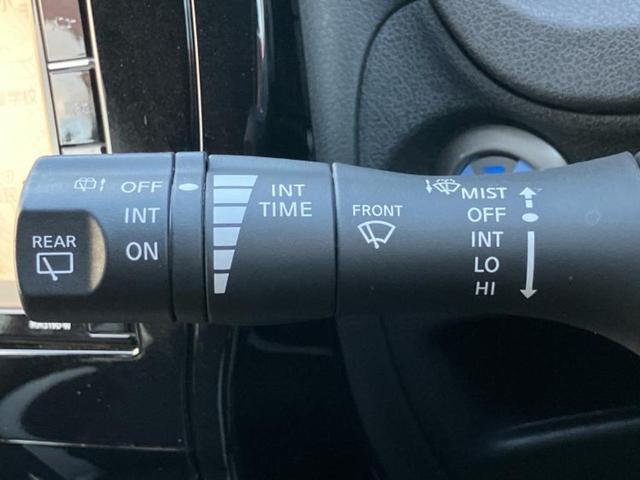 OFF
INT
ON
REAR
INT
TIME
FRONT
MIST
OFF
INT
LO
HI